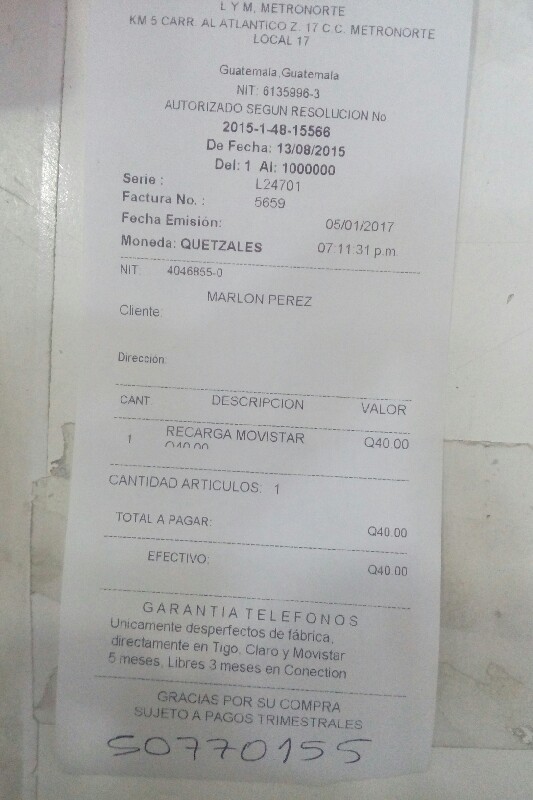 L Y M, METRONORTE
KM 5 CARR. AL ATLANTICO Z. 17 C.C. METRONORTE
LOCAL 17
Guatemala,Guatemala
NIT: 6135996-3
AUTORIZADO SEGUN RESOLUCION No
2015-1-48-15566
De Fecha: 13/08/2015
Del: 1 Al: 1000000
Serie : L24701
Factura No. : 5659
Fecha Emisión: 05/01/2017
Moneda: QUETZALES 07:11:31 p.m.
NIT: 4046855-0
MARLON PEREZ
Cliente:
Dirección:
CANT DESCRIPCION VALOR
1 RECARGA MOVISTAR Q40.00
Q40.00
CANTIDAD ARTICULOS: 1
TOTAL A PAGAR: Q40.00
EFECTIVO: Q40.00
GARANTIA TELEFONOS
Unicamente desperfectos de fábrica,
directamente en Tigo, Claro y Movistar
6 meses, Libres 3 meses en Conection
GRACIAS POR SU COMPRA
SUJETO A PAGOS TRIMESTRALES
50770155